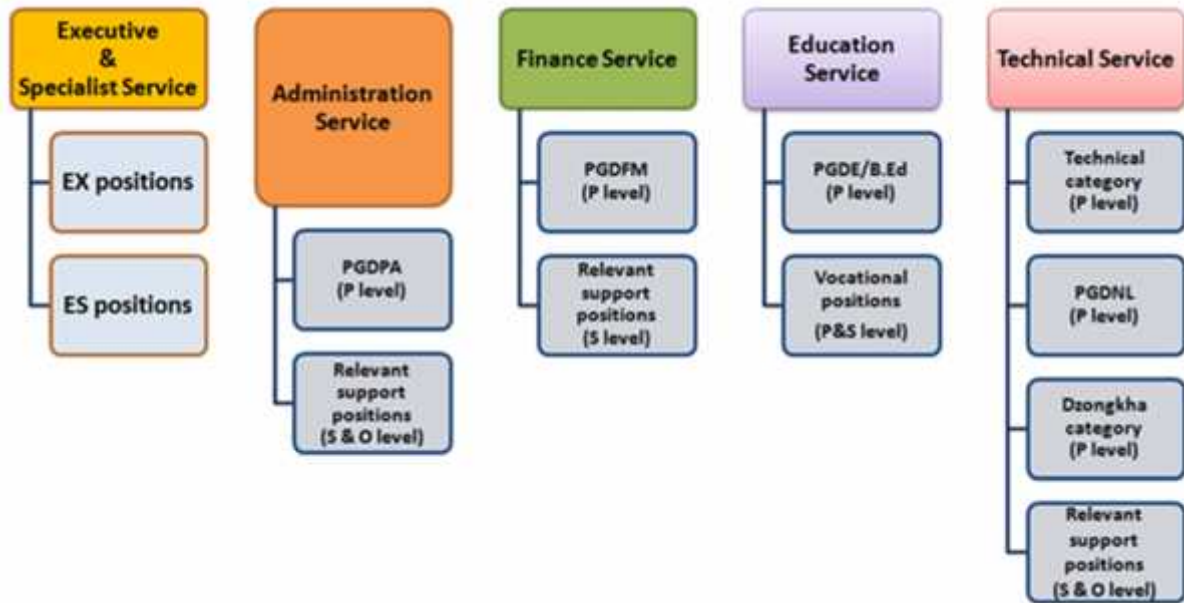 Executive
&
Specialist Service
EX positions
ES positions
Administration
Service
PGDPA
(P level)
Relevant
support
positions
(S & O level)
Finance Service
PGDFM
(P level)
Relevant
support
positions
(S level)
Education
Service
PGDE/B.Ed
(P level)
Vocational
positions
(P&S level)
Technical Service
Technical
category
(P level)
PGDNL
(P level)
Dzongkha
category
(P level)
Relevant
support
positions
(S & O level)